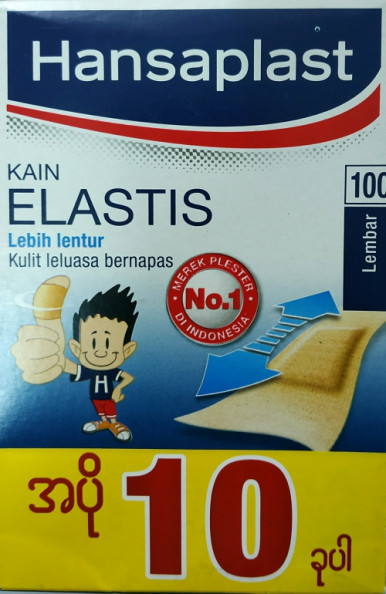 Hansaplast
KAIN
ELASTIS
Lebih lentur
Kulit leluasa bernapas
100
Lembar
MEREK PLESTER
No.1
DI INDONESIA
H
အပို 10 ခုပါ